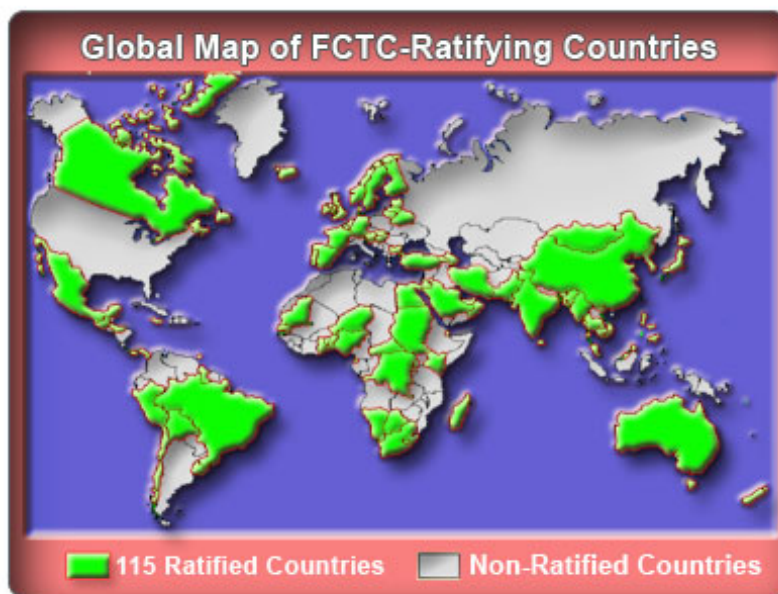 Global Map of FCTC-Ratifying Countries
115 Ratified Countries
Non-Ratified Countries